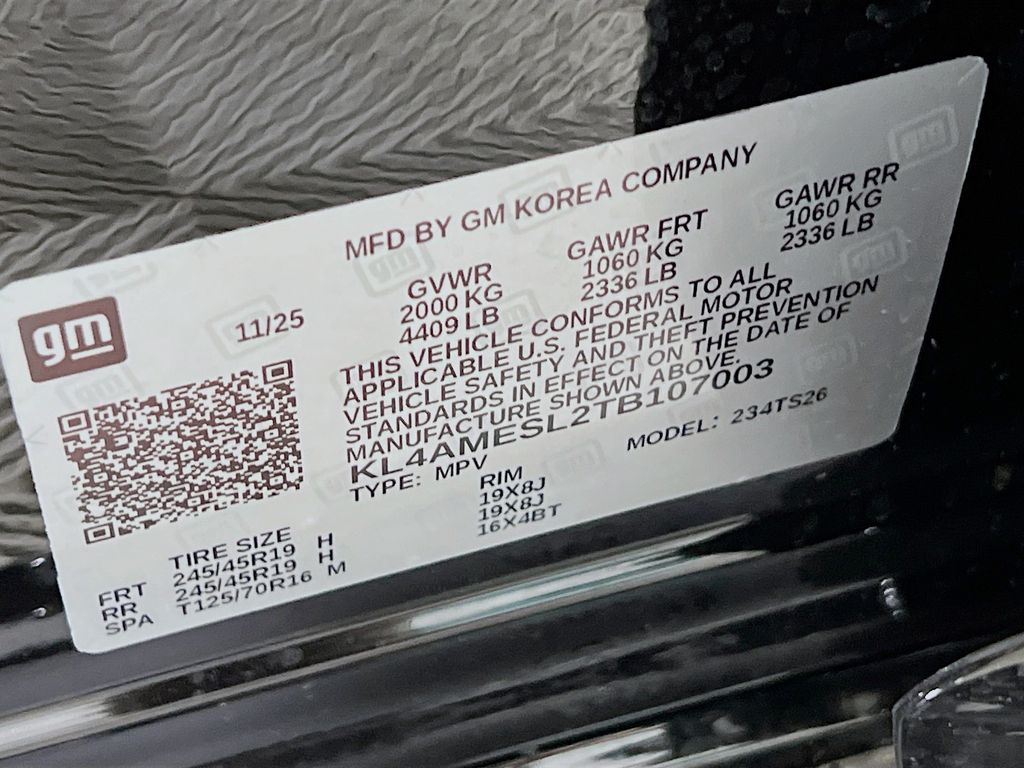 MFD BY GM KOREA COMPANY
gm
11/25
GVWR
2000 KG
4409 LB
GAWR FRT
1060 KG
2336 LB
GAWR RR
1060 KG
2336 LB
THIS VEHICLE CONFORMS TO ALL
APPLICABLE U.S. FEDERAL MOTOR
VEHICLE SAFETY AND THEFT PREVENTION
STANDARDS IN EFFECT ON THE DATE OF
MANUFACTURE SHOWN ABOVE.
KL4AMESL2TB107003
TYPE: MPV MODEL: 234TS26
TIRE SIZE RIM
FRT 245/45R19 H 19X8J
RR 245/45R19 H 19X8J
SPA T125/70R16 M 16X4BT